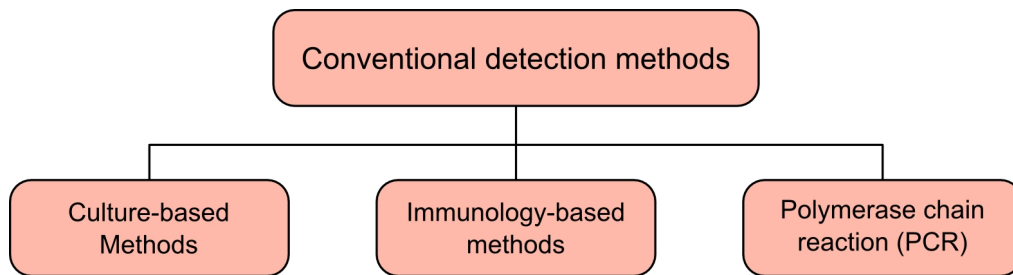 Conventional detection methods
Culture-based
Methods
Immunology-based
methods
Polymerase chain
reaction (PCR)